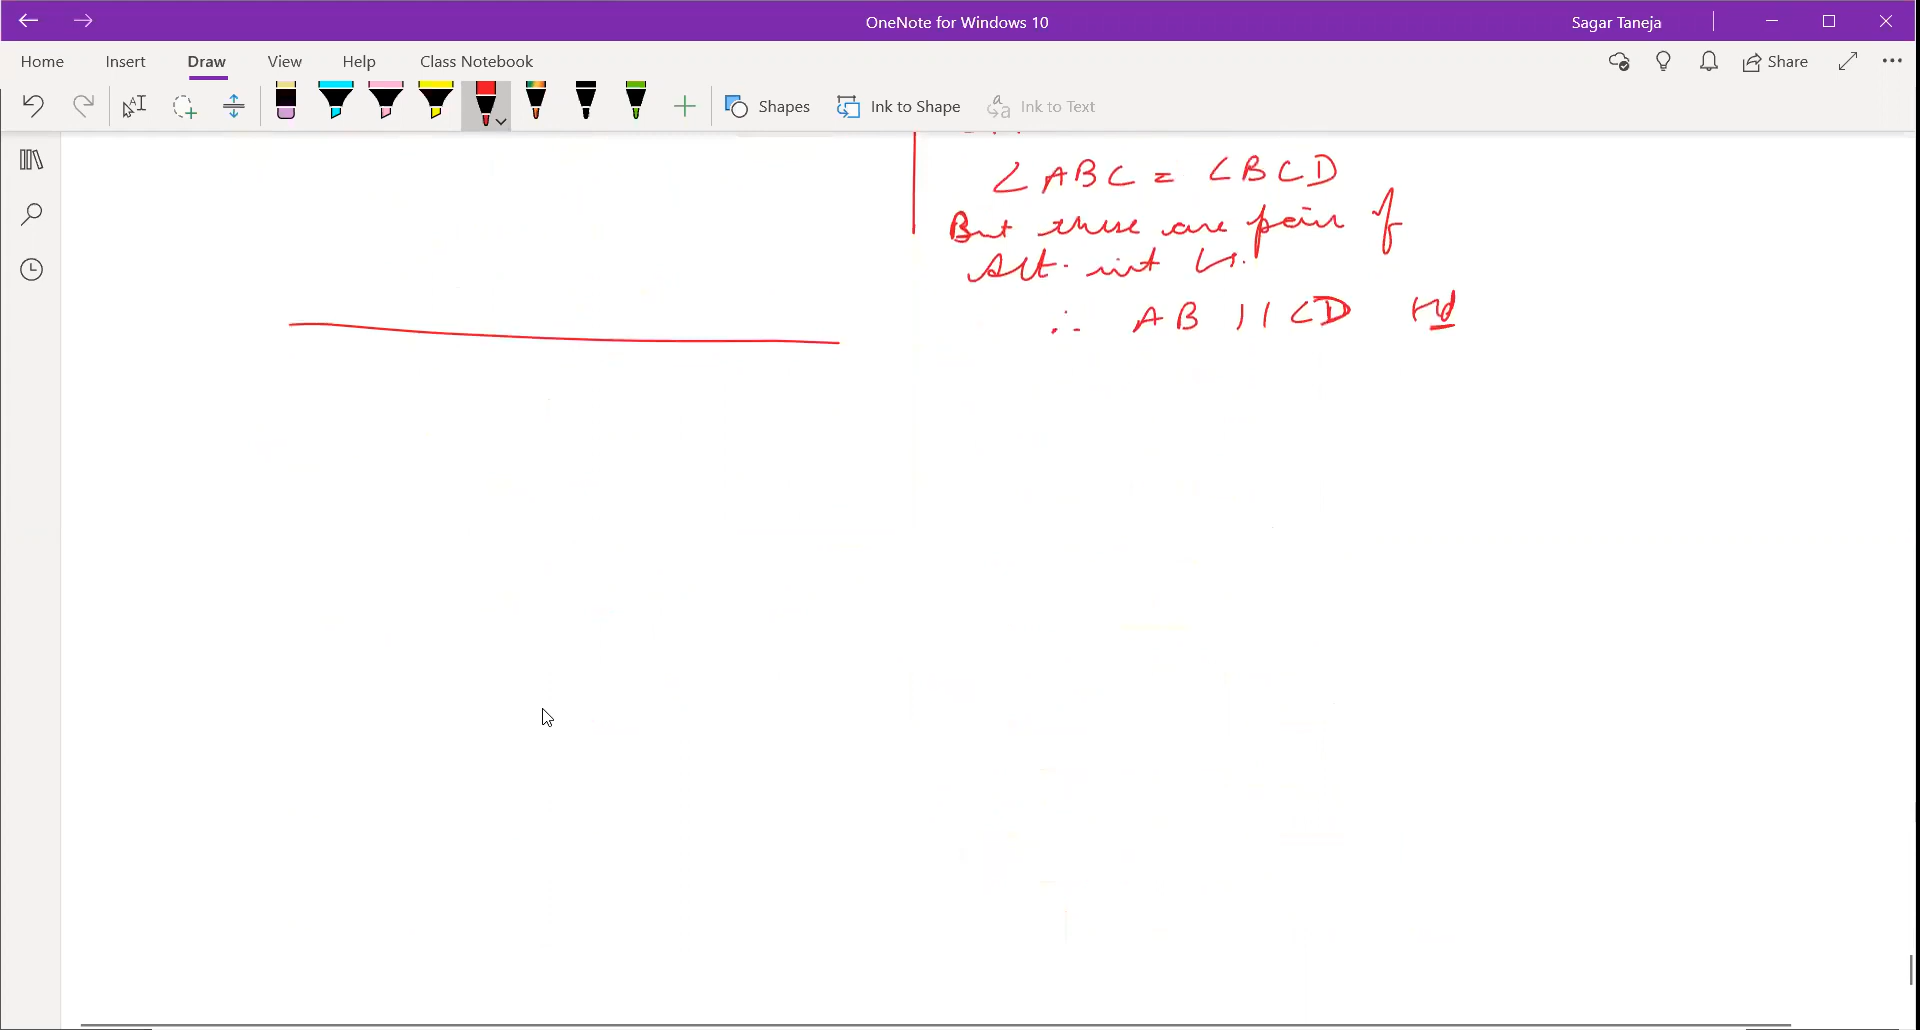 OneNote for Windows 10
Sagar Taneja
Home Insert Draw View Help Class Notebook
Share
Shapes Ink to Shape Ink to Text
∠ABC = ∠BCD
But these are pair of
Alt. int ∠s.
∴ AB || CD